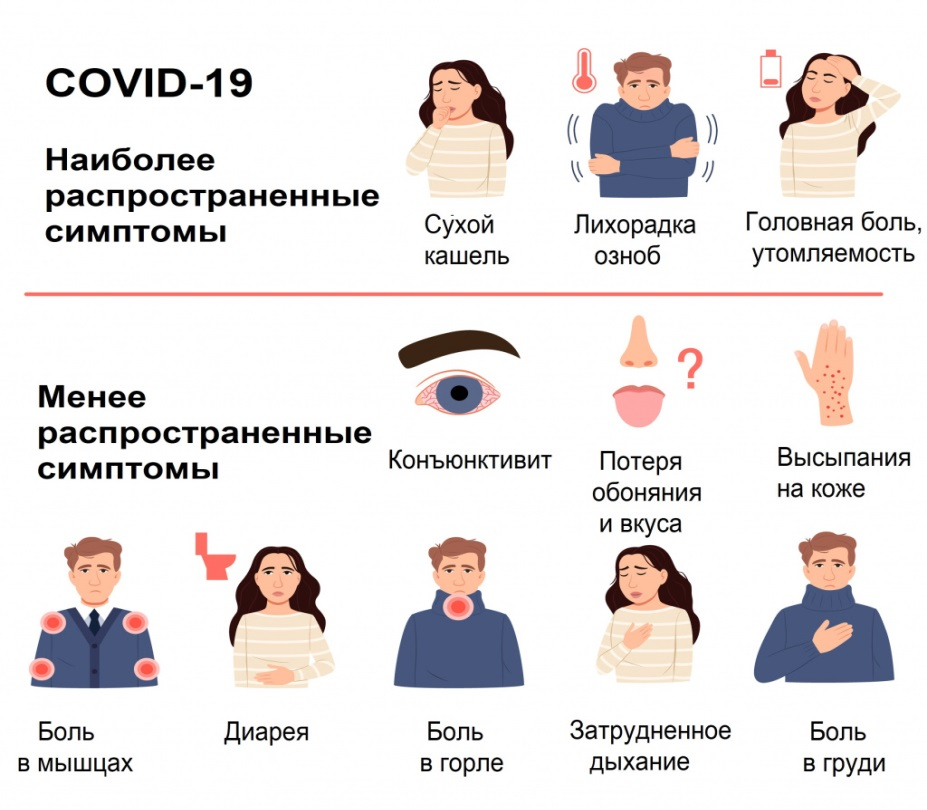 COVID-19
Наиболее
распространенные
симптомы
Сухой
кашель
Лихорадка
озноб
Головная боль,
утомляемость
Менее
распространенные
симптомы
Конъюнктивит
Потеря
обоняния
и вкуса
Высыпания
на коже
Боль
в мышцах
Диарея
Боль
в горле
Затрудненное
дыхание
Боль
в груди